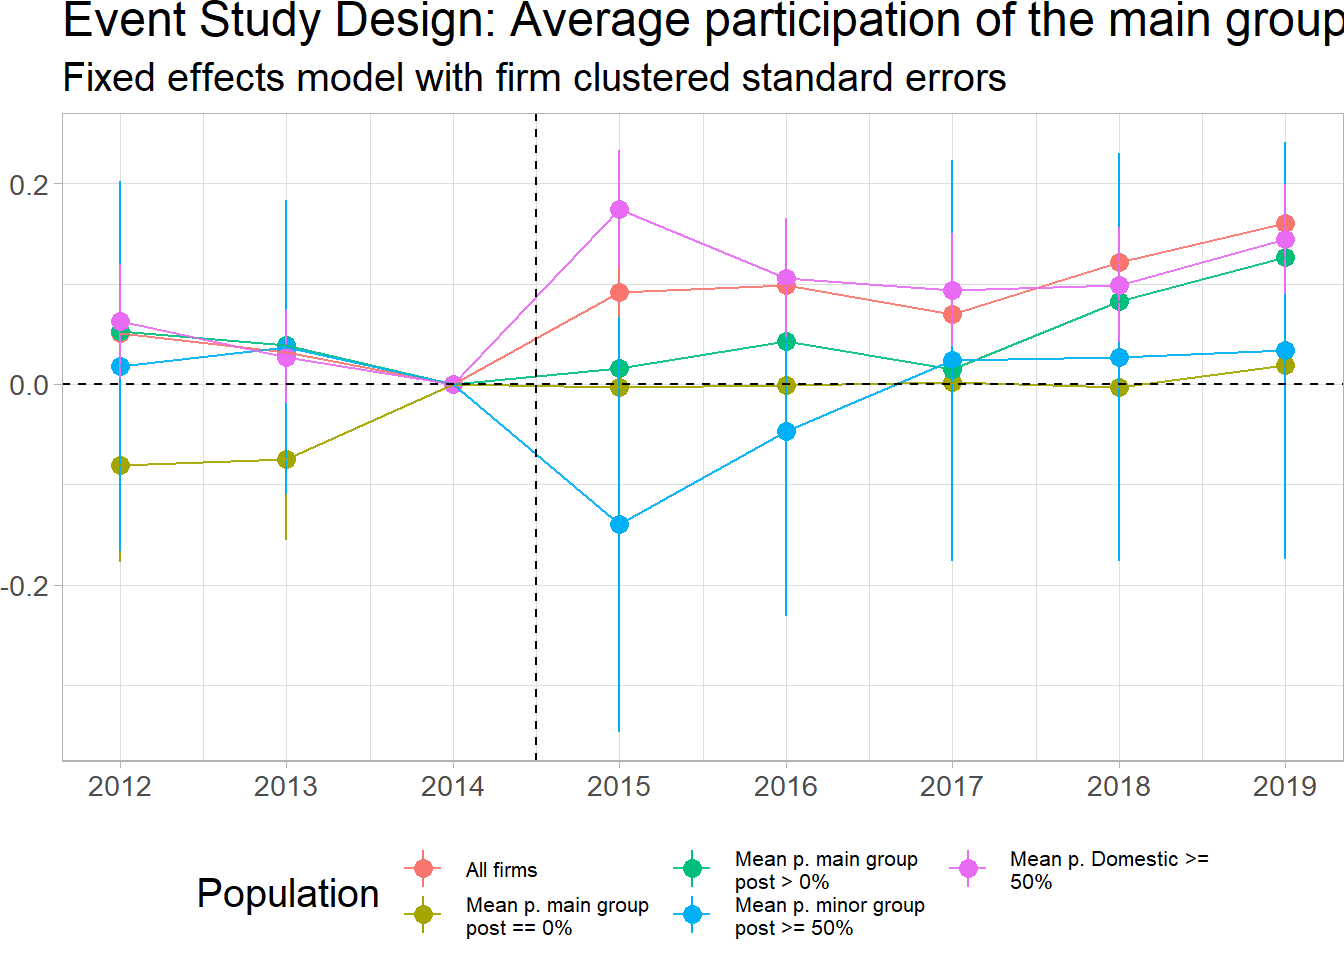 Event Study Design: Average participation of the main group
Fixed effects model with firm clustered standard errors
0.2
0.0
-0.2
2012 2013 2014 2015 2016 2017 2018 2019
Population
All firms
Mean p. main group
post == 0%
Mean p. main group
post > 0%
Mean p. minor group
post >= 50%
Mean p. Domestic >=
50%